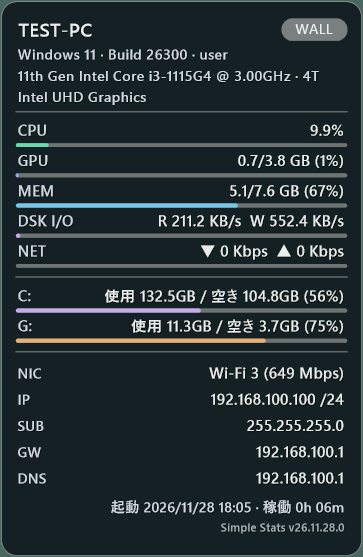 TEST-PC WALL
Windows 11 · Build 26300 · user
11th Gen Intel Core i3-1115G4 @ 3.00GHz · 4T
Intel UHD Graphics
CPU 9.9%
GPU 0.7/3.8 GB (1%)
MEM 5.1/7.6 GB (67%)
DSK I/O R 211.2 KB/s W 552.4 KB/s
NET ▼ 0 Kbps ▲ 0 Kbps
C: 使用 132.5GB / 空き 104.8GB (56%)
G: 使用 11.3GB / 空き 3.7GB (75%)
NIC Wi-Fi 3 (649 Mbps)
IP 192.168.100.100 /24
SUB 255.255.255.0
GW 192.168.100.1
DNS 192.168.100.1
起動 2026/11/28 18:05 · 稼働 0h 06m
Simple Stats v26.11.28.0